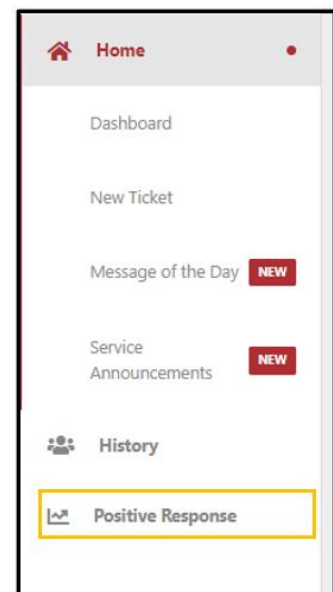 Home
Dashboard
New Ticket
Message of the Day NEW
Service
Announcements NEW
History
Positive Response